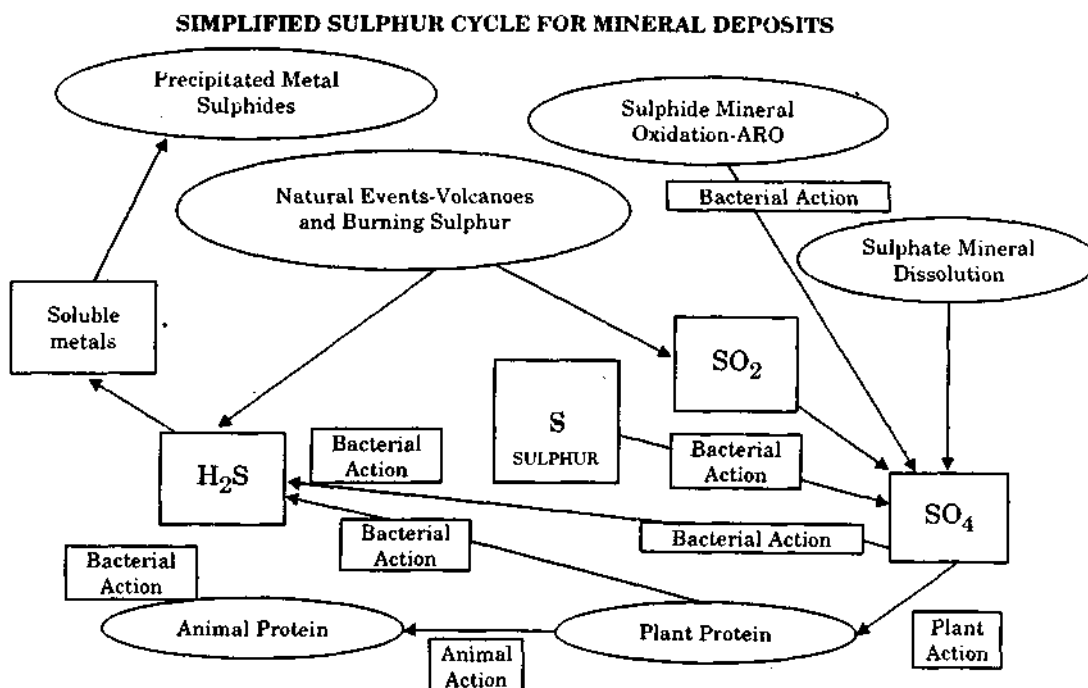 SIMPLIFIED SULPHUR CYCLE FOR MINERAL DEPOSITS
Precipitated Metal
Sulphides
Sulphide Mineral
Oxidation-ARO
Natural Events-Volcanoes
and Burning Sulphur
Bacterial Action
Sulphate Mineral
Dissolution
Soluble
metals
SO₂
S
SULPHUR
Bacterial
Action
H₂S
Bacterial
Action
SO₄
Bacterial
Action
Bacterial Action
Bacterial
Action
Animal Protein
Plant Protein
Plant
Action
Animal
Action